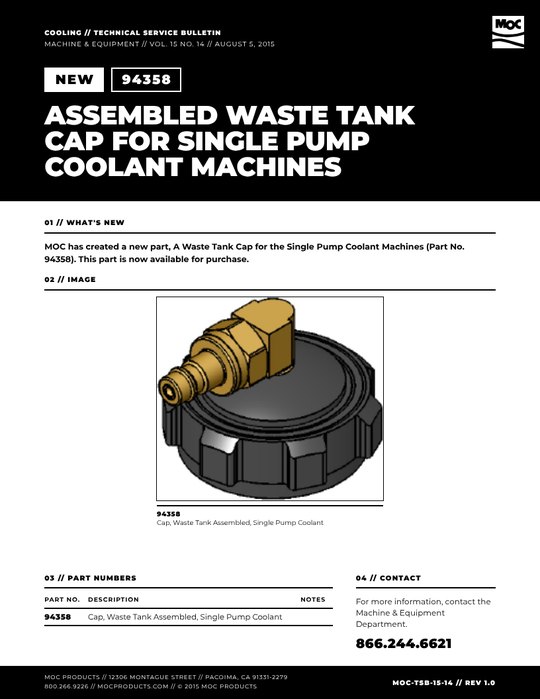 COOLING // TECHNICAL SERVICE BULLETIN
MACHINE & EQUIPMENT // VOL. 15 NO. 14 // AUGUST 5, 2015
MOC
NEW 94358
ASSEMBLED WASTE TANK
CAP FOR SINGLE PUMP
COOLANT MACHINES
01 // WHAT'S NEW
MOC has created a new part, A Waste Tank Cap for the Single Pump Coolant Machines (Part No.
94358). This part is now available for purchase.
02 // IMAGE
94358
Cap, Waste Tank Assembled, Single Pump Coolant
03 // PART NUMBERS
PART NO. DESCRIPTION NOTES
94358 Cap, Waste Tank Assembled, Single Pump Coolant
04 // CONTACT
For more information, contact the
Machine & Equipment
Department.
866.244.6621
MOC PRODUCTS // 12306 MONTAGUE STREET // PACOIMA, CA 91331-2279
800.266.9226 // MOCPRODUCTS.COM // © 2015 MOC PRODUCTS
MOC-TSB-15-14 // REV 1.0